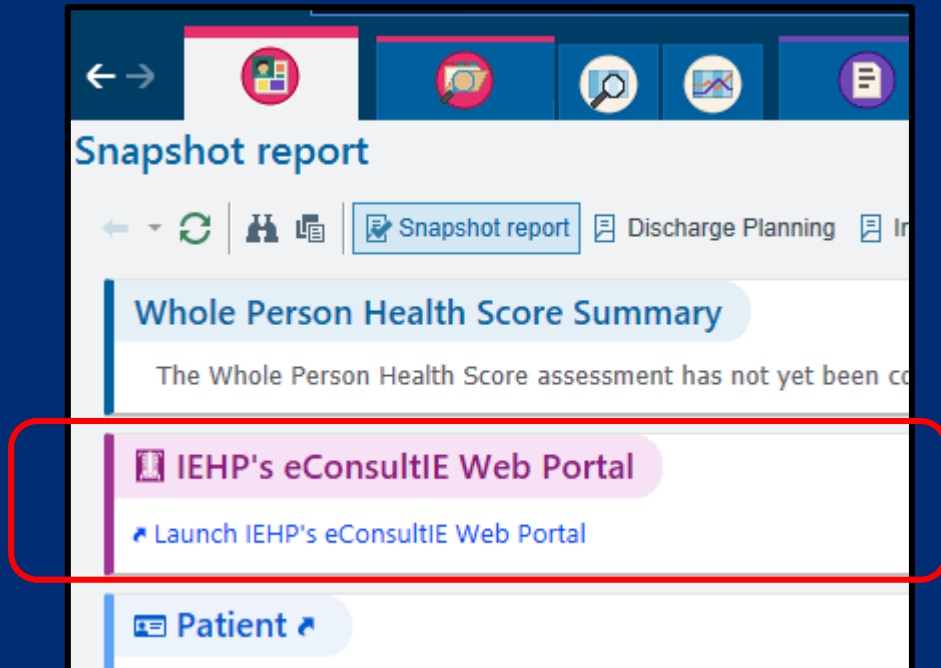 Snapshot report
Snapshot report Discharge Planning
Whole Person Health Score Summary
The Whole Person Health Score assessment has not yet been
IEHP's eConsultIE Web Portal
Launch IEHP's eConsultIE Web Portal
Patient